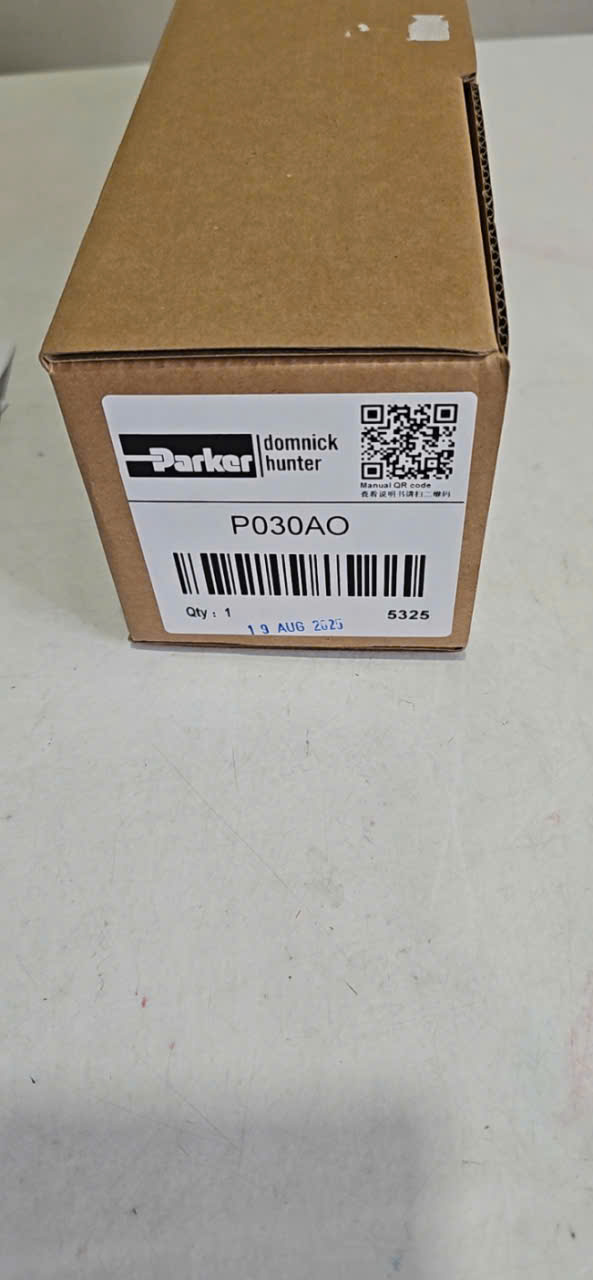 Parker
domnick
hunter
Manual QR code
查看说明书请扫二维码
P030AO
Qty : 1
5325
19 AUG 2025